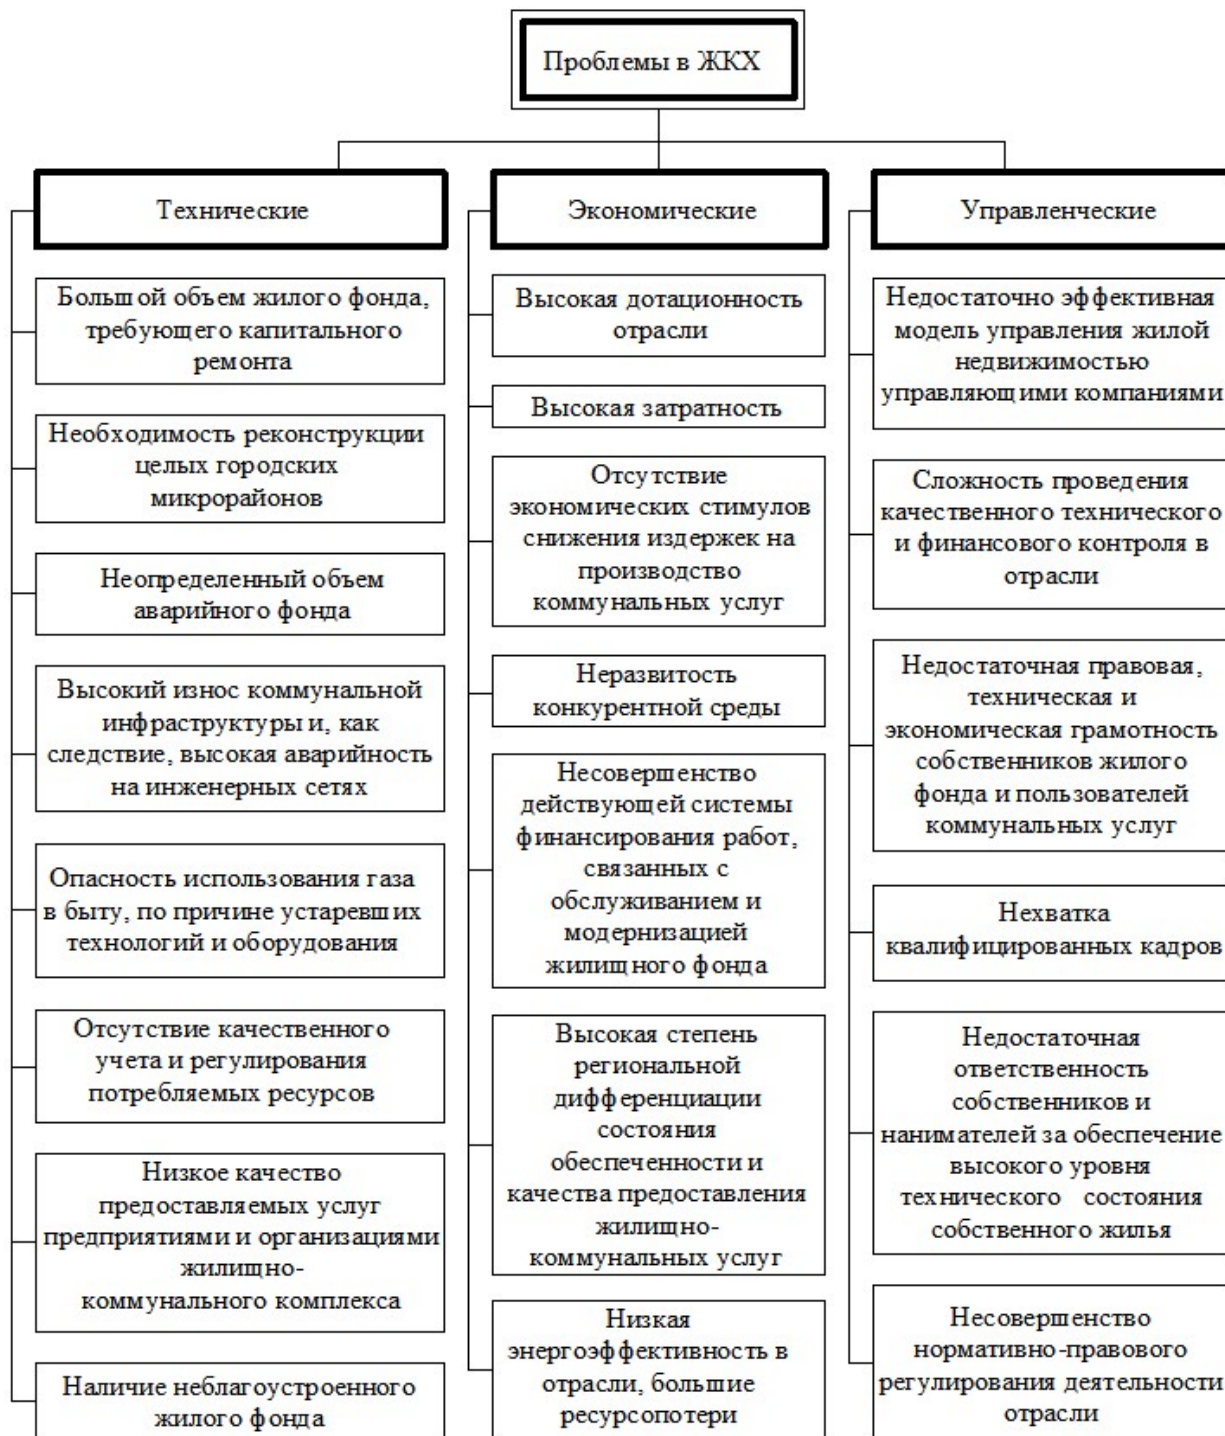 Проблемы в ЖКХ
Технические
Большой объем жилого фонда,
требующего капитального
ремонта
Необходимость реконструкции
целых городских
микрорайонов
Неопределенный объем
аварийного фонда
Высокий износ коммунальной
инфраструктуры и, как
следствие, высокая аварийность
на инженерных сетях
Опасность использования газа
в быту, по причине устаревших
технологий и оборудования
Отсутствие качественного
учета и регулирования
потребляемых ресурсов
Низкое качество
предоставляемых услуг
предприятиями и организациями
жилищно-
коммунального комплекса
Наличие неблагоустроенного
жилого фонда
Экономические
Высокая дотационность
отрасли
Высокая затратность
Отсутствие
экономических стимулов
снижения издержек на
производство
коммунальных услуг
Неразвитость
конкурентной среды
Несовершенство
действующей системы
финансирования работ,
связанных с
обслуживанием и
модернизацией
жилищного фонда
Высокая степень
региональной
дифференциации
состояния
обеспеченности и
качества предоставления
жилищно-
коммунальных услуг
Низкая
энергоэффективность в
отрасли, большие
ресурсопотери
Управленческие
Недостаточно эффективная
модель управления жилой
недвижимостью
управляющими компаниями
Сложность проведения
качественного технического
и финансового контроля в
отрасли
Недостаточная правовая,
техническая и
экономическая грамотность
собственников жилого
фонда и пользователей
коммунальных услуг
Нехватка
квалифицированных кадров
Недостаточная
ответственность
собственников и
нанимателей за обеспечение
высокого уровня
технического состояния
собственного жилья
Несовершенство
нормативно-правового
регулирования деятельности
отрасли